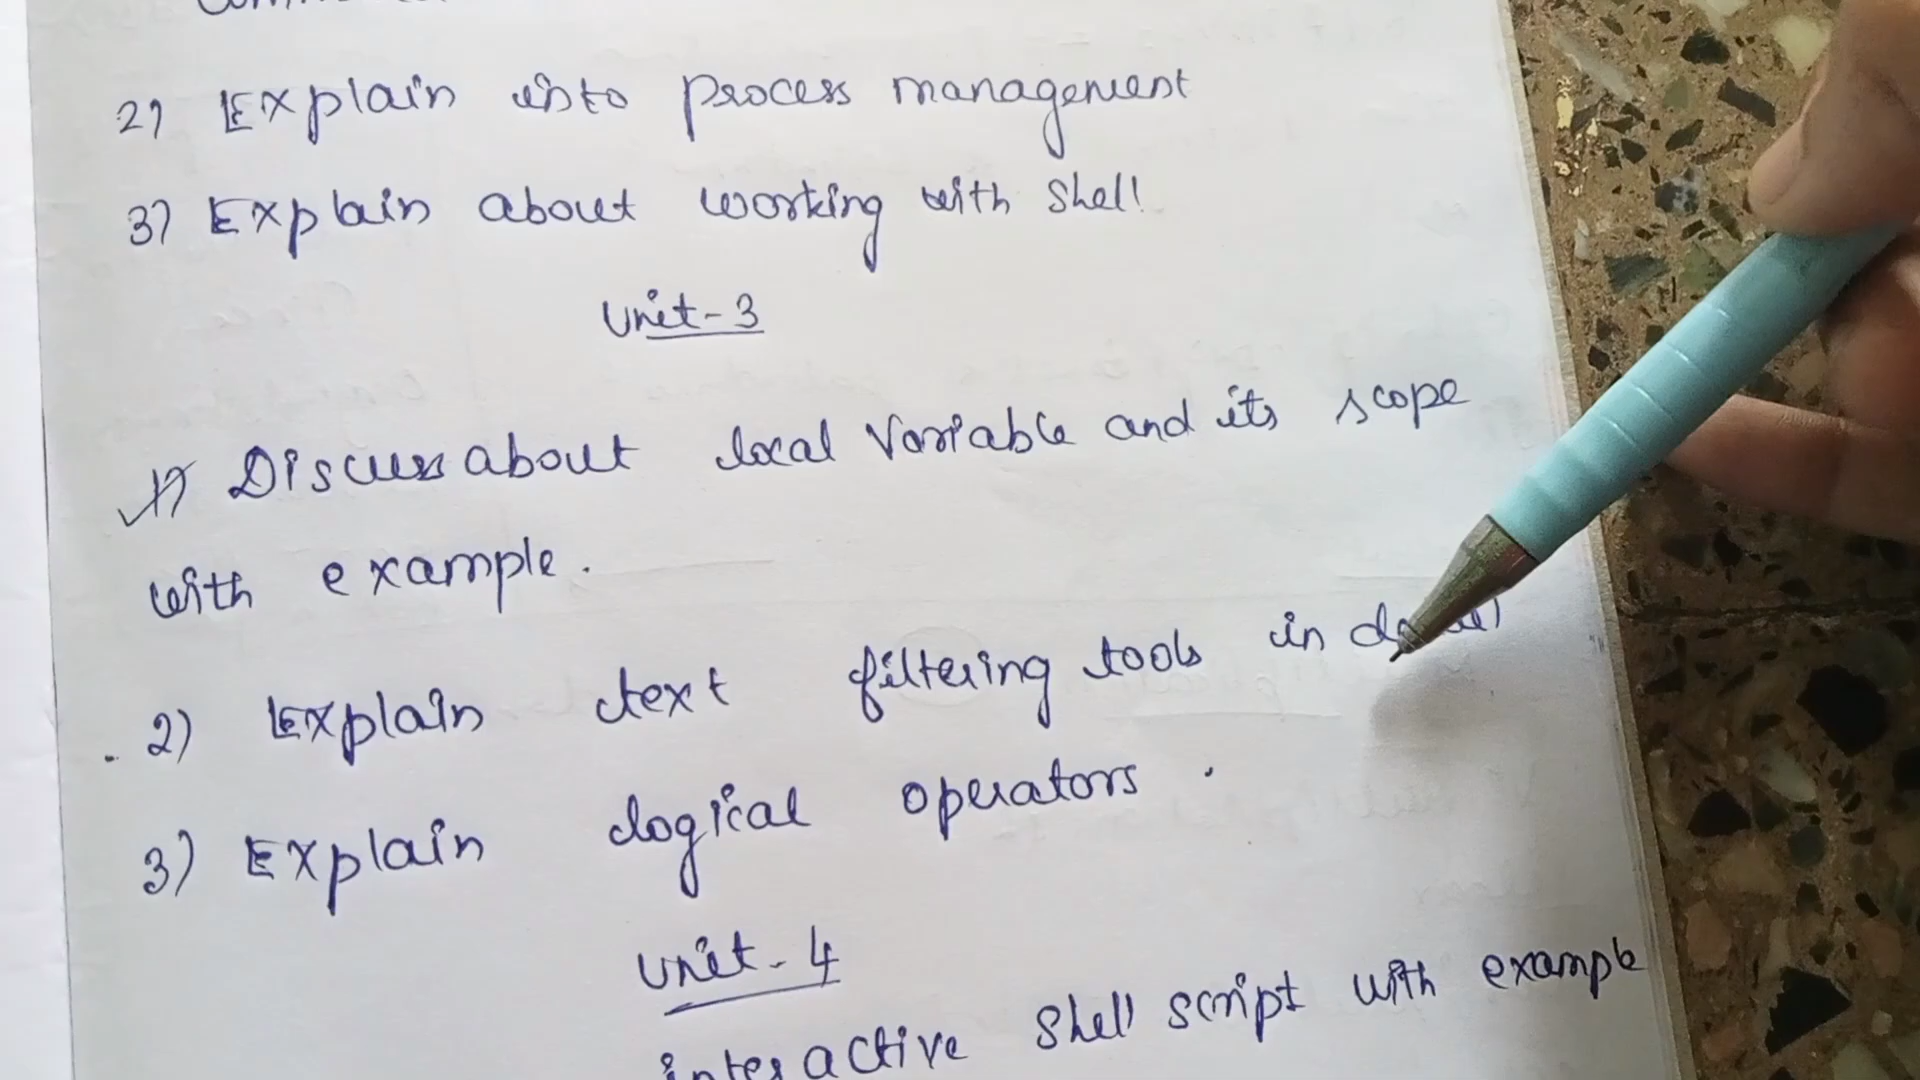 2) Explain into process management
3) Explain about working with shell
Unit-3
1) Discuss about local variable and its scope
with example.
2) Explain text filtering tools in
3) Explain logical operators.
Unit-4
interactive shell script with example